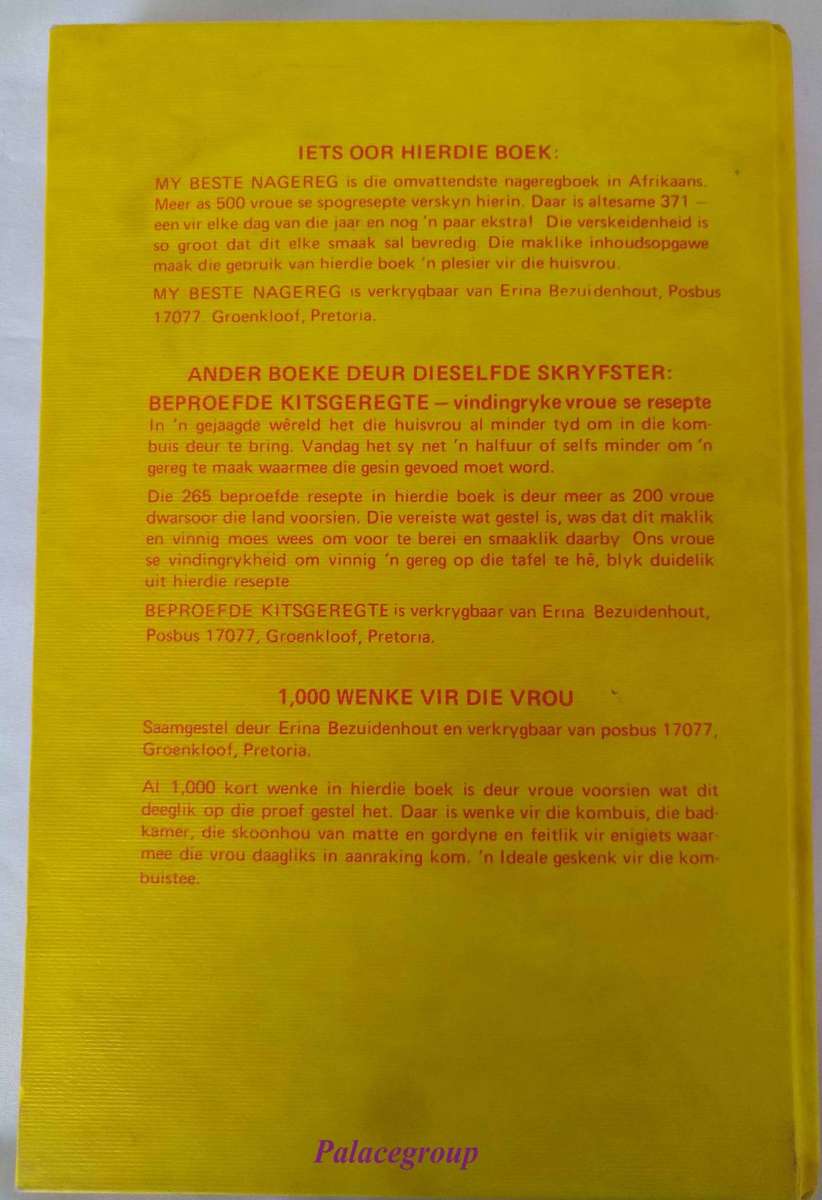 IETS OOR HIERDIE BOEK:
MY BESTE NAGEREG is die omvattendste nageregboek in Afrikaans.
Meer as 500 vroue se spogresepte verskyn hierin. Daar is altesame 371 –
een vir elke dag van die jaar en nog 'n paar ekstra! Die verskeidenheid is
so groot dat dit elke smaak sal bevredig. Die maklike inhoudsopgawe
maak die gebruik van hierdie boek 'n plesier vir die huisvrou.
MY BESTE NAGEREG is verkrygbaar van Erina Bezuidenhout, Posbus
17077 Groenkloof, Pretoria.
ANDER BOEKE DEUR DIESELFDE SKRYFSTER:
BEPROEFDE KITSGEREGTE – vindingryke vroue se resepte
In 'n gejaagde wêreld het die huisvrou al minder tyd om in die kom-
buis deur te bring. Vandag het sy net 'n halfuur of selfs minder om 'n
gereg te maak waarmee die gesin gevoed moet word.
Die 265 beproefde resepte in hierdie boek is deur meer as 200 vroue
dwarsoor die land voorsien. Die vereiste wat gestel is, was dat dit maklik
en vinnig moes wees om voor te berei en smaaklik daarby Ons vroue
se vindingrykheid om vinnig 'n gereg op die tafel te hê, blyk duidelik
uit hierdie resepte
BEPROEFDE KITSGEREGTE is verkrygbaar van Erina Bezuidenhout,
Posbus 17077, Groenkloof, Pretoria.
1,000 WENKE VIR DIE VROU
Saamgestel deur Erina Bezuidenhout en verkrygbaar van posbus 17077,
Groenkloof, Pretoria.
Al 1,000 kort wenke in hierdie boek is deur vroue voorsien wat dit
deeglik op die proef gestel het. Daar is wenke vir die kombuis, die bad-
kamer, die skoonhou van matte en gordyne en feitlik vir enigiets waar-
mee die vrou daagliks in aanraking kom. 'n Ideale geskenk vir die kom-
buistee.
Palacegroup